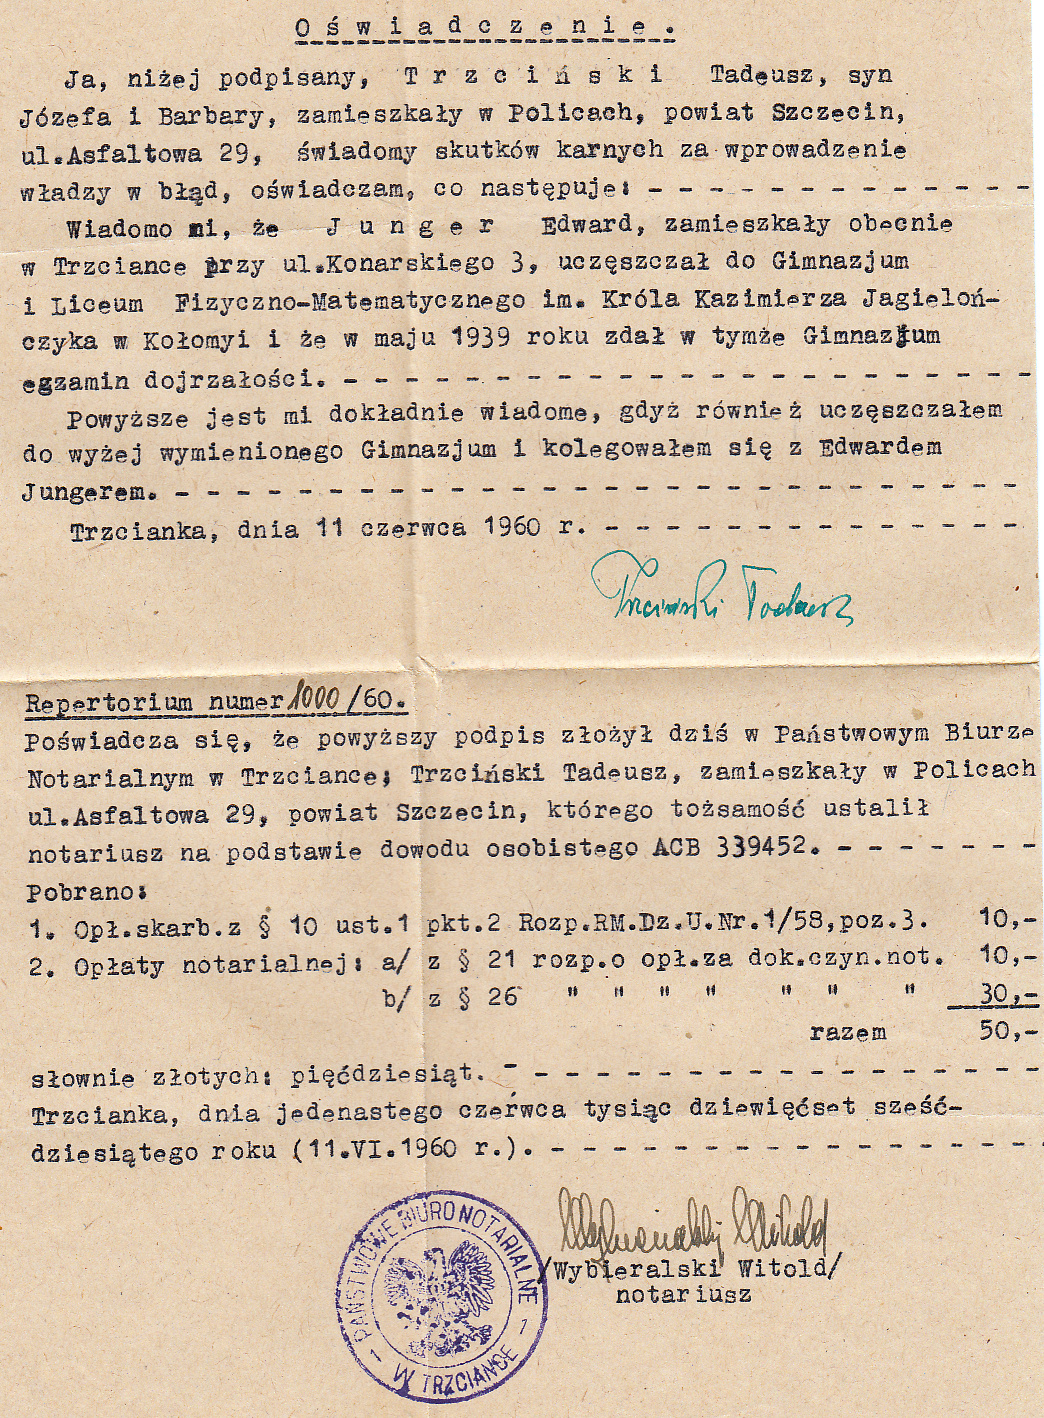 Oświadczenie.
Ja, niżej podpisany, Trzciński Tadeusz, syn
Józefa i Barbary, zamieszkały w Policach, powiat Szczecin,
ul.Asfaltowa 29, świadomy skutków karnych za wprowadzenie
władzy w błąd, oświadczam, co następuje: - - - - - - - - - - - - -
Wiadomo mi, że Junger Edward, zamieszkały obecnie
w Trzciance przy ul.Konarskiego 3, uczęszczał do Gimnazjum
i Liceum Fizyczno-Matematycznego im. Króla Kazimierza Jagieloń-
czyka w Kołomyi i że w maju 1939 roku zdał w tymże Gimnazjum
egzamin dojrzałości. - - - - - - - - - - - - - - - - - - - - - - -
Powyższe jest mi dokładnie wiadome, gdyż również uczęszczałem
do wyżej wymienionego Gimnazjum i kolegowałem się z Edwardem
Jungerem. - - - - - - - - - - - - - - - - - - - - - - - - - - - -
Trzcianka, dnia 11 czerwca 1960 r. - - - - - - - - - - - - - -
Trzciński Tadeusz
Repertorium numer 1000/60.
Poświadcza się, że powyższy podpis złożył dziś w Państwowym Biurze
Notarialnym w Trzciance; Trzciński Tadeusz, zamieszkały w Policach
ul.Asfaltowa 29, powiat Szczecin, którego tożsamość ustalił
notariusz na podstawie dowodu osobistego ACB 339452. - - - - - - -
Pobrano:
1. Opł.skarb.z § 10 ust.1 pkt.2 Rozp.RM.Dz.U.Nr.1/58,poz.3. 10,-
2. Opłaty notarialnej: a/ z § 21 rozp.o opł.za dok.czyn.not. 10,-
b/ z § 26 " " " " " " " 30,-
razem 50,-
słownie złotych: pięćdziesiąt. - - - - - - - - - - - - - - - - - -
Trzcianka, dnia jedenastego czerwca tysiąc dziewięćset sześć-
dziesiątego roku (11.VI.1960 r.). - - - - - - - - - - - - - - - - -
Wybieralski Witold
/Wybieralski Witold/
notariusz
PAŃSTWOWE BIURO NOTARIALNE 1
W TRZCIANCE